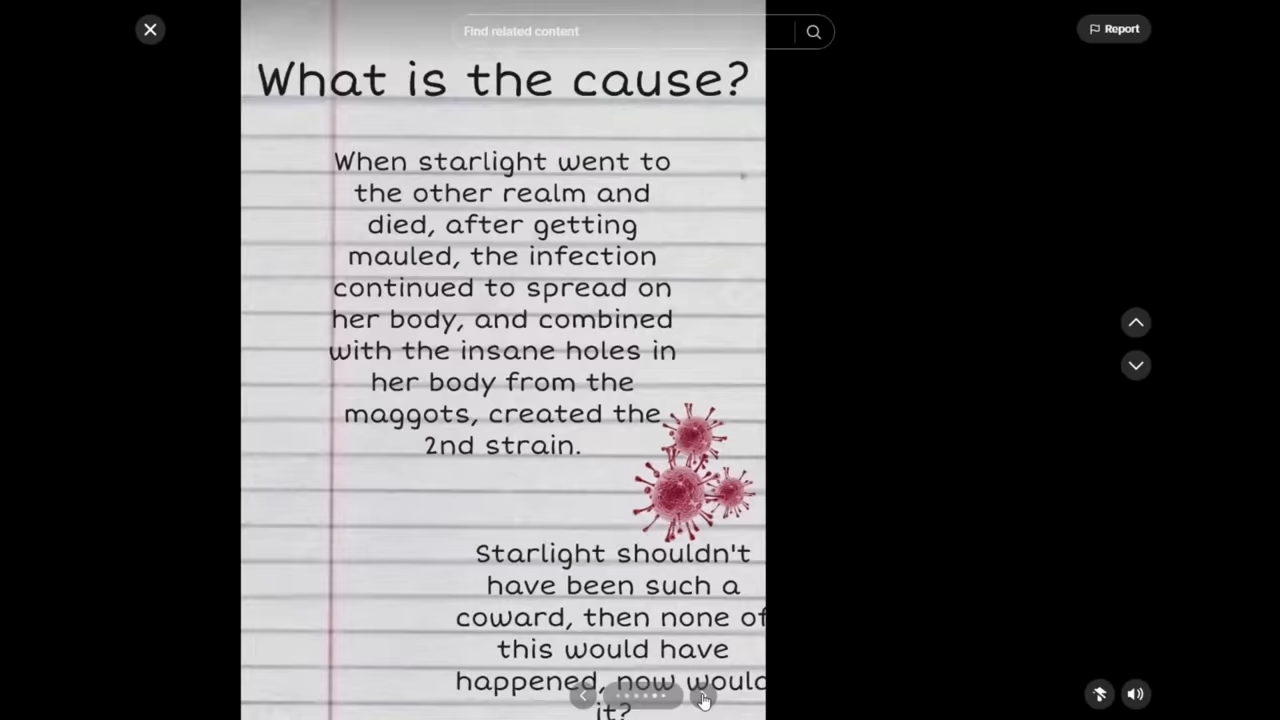 Find related content
Report
What is the cause?
When starlight went to
the other realm and
died, after getting
mauled, the infection
continued to spread on
her body, and combined
with the insane holes in
her body from the
maggots, created the
2nd strain.
Starlight shouldn't
have been such a
coward, then none of
this would have
happened, now would
it?